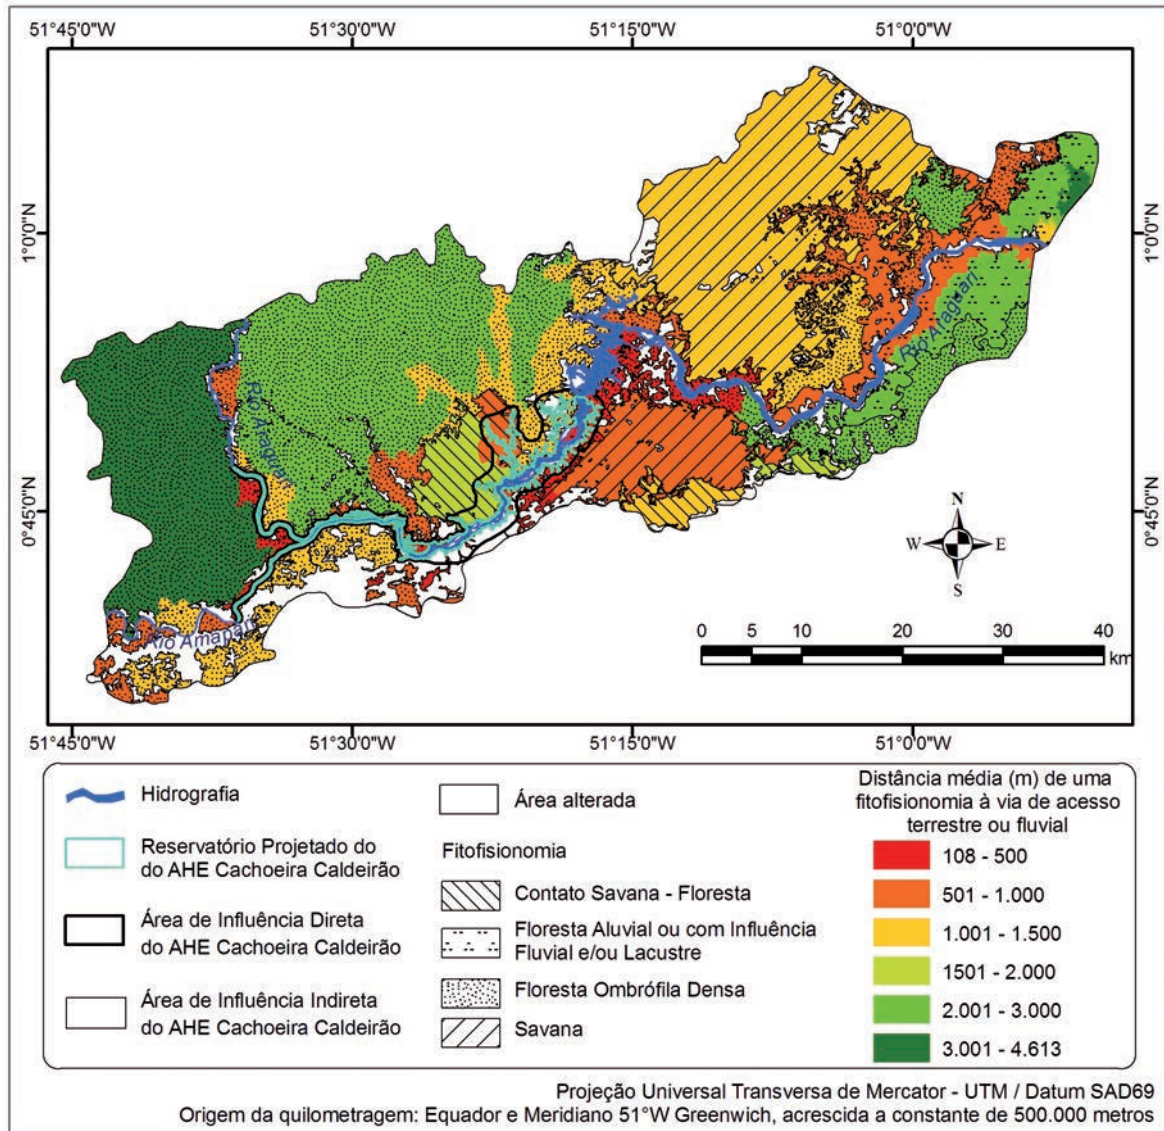 51°45'0"W 51°30'0"W 51°15'0"W 51°0'0"W
1°0'0"N
1°0'0"N
0°45'0"N
0°45'0"N
Rio Araguari
Rio Araguari
Rio Amapari
N
W E
S
0 5 10 20 30 40
km
51°45'0"W 51°30'0"W 51°15'0"W 51°0'0"W
Hidrografia
Reservatório Projetado do
do AHE Cachoeira Caldeirão
Área de Influência Direta
do AHE Cachoeira Caldeirão
Área de Influência Indireta
do AHE Cachoeira Caldeirão
Área alterada
Fitofisionomia
Contato Savana - Floresta
Floresta Aluvial ou com Influência
Fluvial e/ou Lacustre
Floresta Ombrófila Densa
Savana
Distância média (m) de uma
fitofisionomia à via de acesso
terrestre ou fluvial
108 - 500
501 - 1.000
1.001 - 1.500
1501 - 2.000
2.001 - 3.000
3.001 - 4.613
Projeção Universal Transversa de Mercator - UTM / Datum SAD69
Origem da quilometragem: Equador e Meridiano 51°W Greenwich, acrescida a constante de 500.000 metros